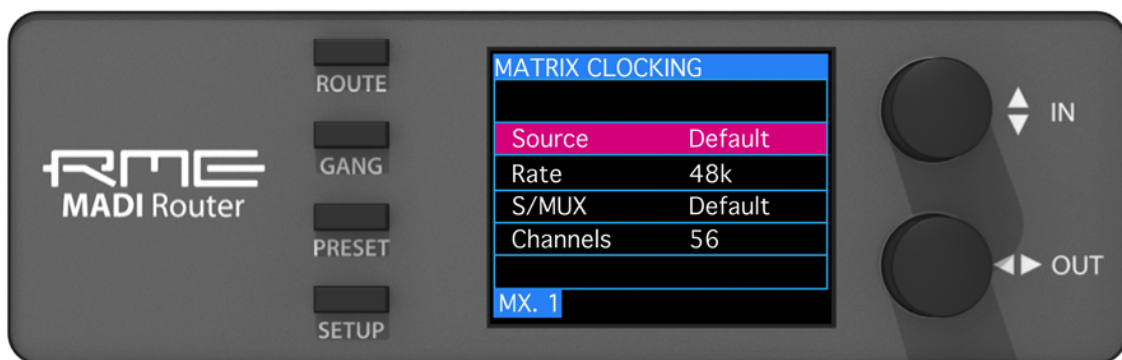 RME
MADI Router
ROUTE
GANG
PRESET
SETUP
MATRIX CLOCKING
Source Default
Rate 48k
S/MUX Default
Channels 56
MX. 1
IN
OUT